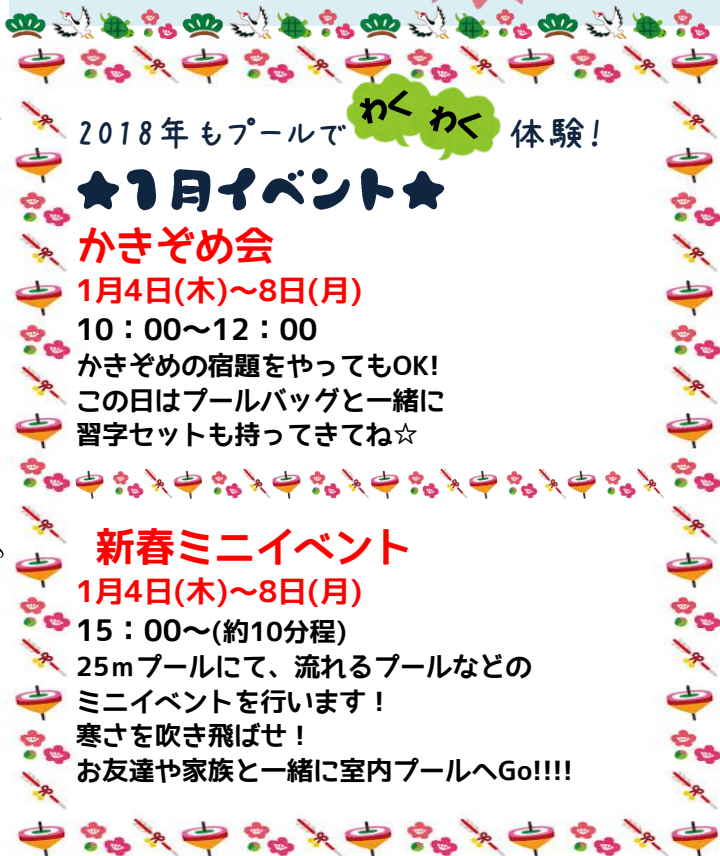 2018年もプールでわくわく体験!
★1月イベント★
かきぞめ会
1月4日(木)～8日(月)
10：00～12：00
かきぞめの宿題をやってもOK!
この日はプールバッグと一緒に
習字セットも持ってきてね☆
新春ミニイベント
1月4日(木)～8日(月)
15：00～(約10分程)
25ｍプールにて、流れるプールなどの
ミニイベントを行います！
寒さを吹き飛ばせ！
お友達や家族と一緒に室内プールへGo!!!!